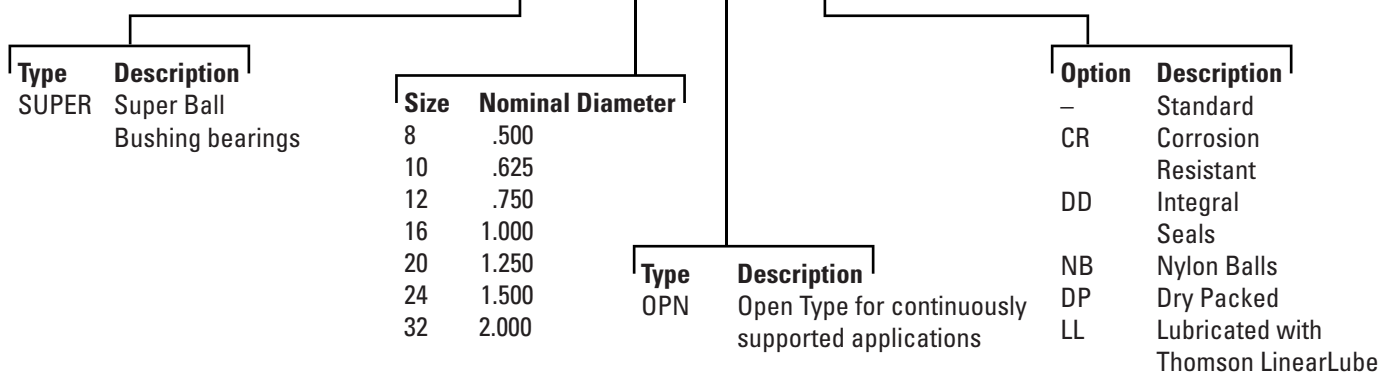 Type Description
SUPER Super Ball
Bushing bearings
Size Nominal Diameter
8 .500
10 .625
12 .750
16 1.000
20 1.250
24 1.500
32 2.000
Type Description
OPN Open Type for continuously
supported applications
Option Description
– Standard
CR Corrosion
Resistant
DD Integral
Seals
NB Nylon Balls
DP Dry Packed
LL Lubricated with
Thomson LinearLube